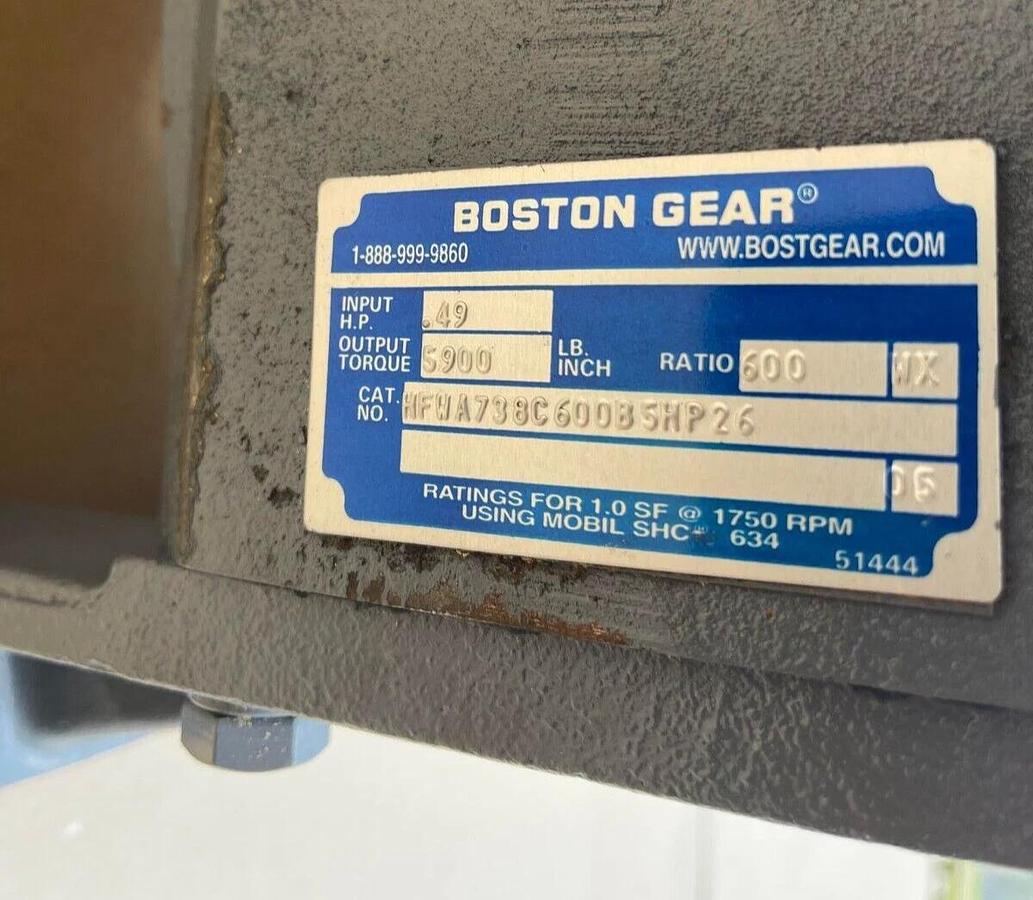 BOSTON GEAR®
1-888-999-9860 WWW.BOSTGEAR.COM
INPUT H.P. .49
OUTPUT TORQUE 5900 LB. INCH RATIO 600 WX
CAT. NO. HFWA738C600B5HP26
05
RATINGS FOR 1.0 SF @ 1750 RPM
USING MOBIL SHC 634
51444